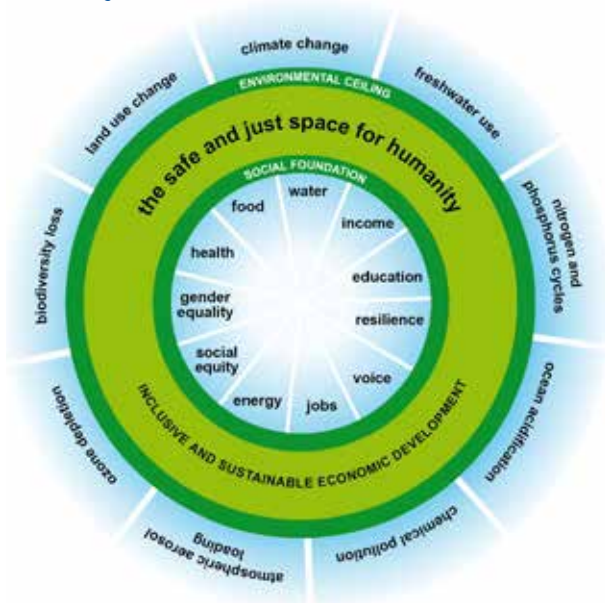 climate change
freshwater use
nitrogen and
phosphorus cycles
ocean acidification
chemical pollution
atmospheric aerosol
loading
ozone depletion
biodiversity loss
land use change
ENVIRONMENTAL CEILING
the safe and just space for humanity
SOCIAL FOUNDATION
water
income
education
resilience
voice
jobs
energy
social
equity
gender
equality
health
food
INCLUSIVE AND SUSTAINABLE ECONOMIC DEVELOPMENT